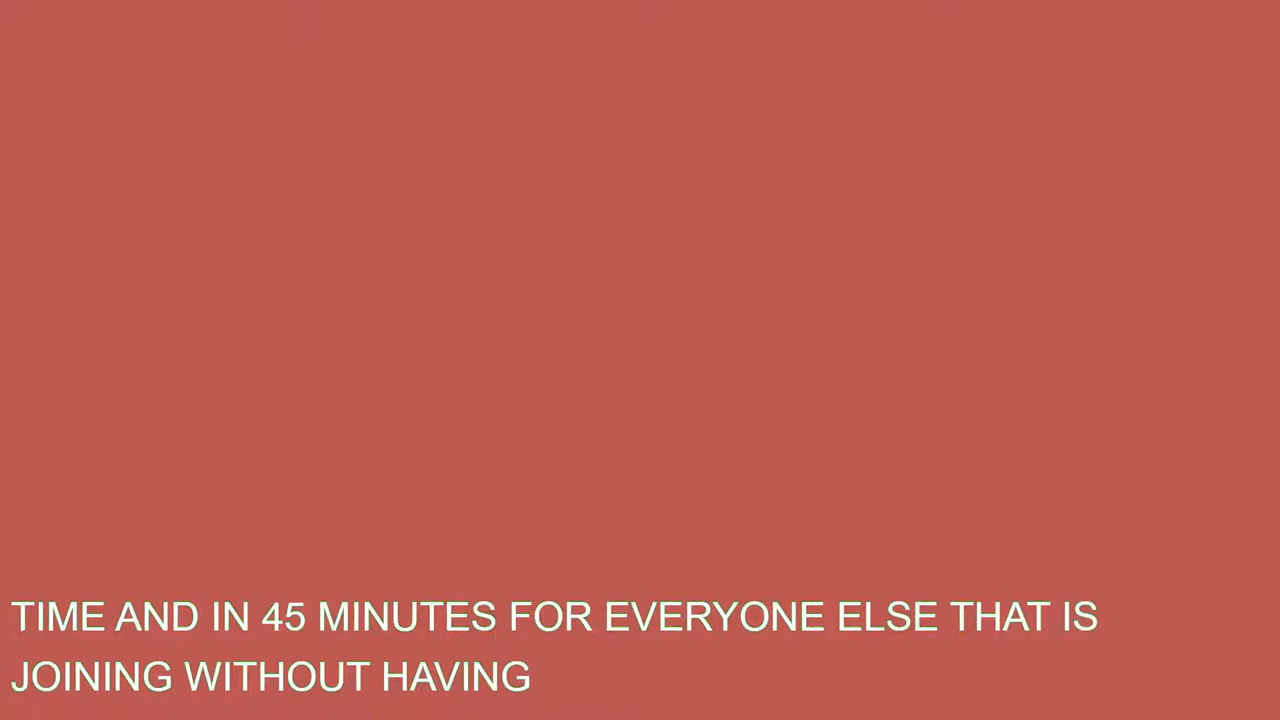 TIME AND IN 45 MINUTES FOR EVERYONE ELSE THAT IS
JOINING WITHOUT HAVING